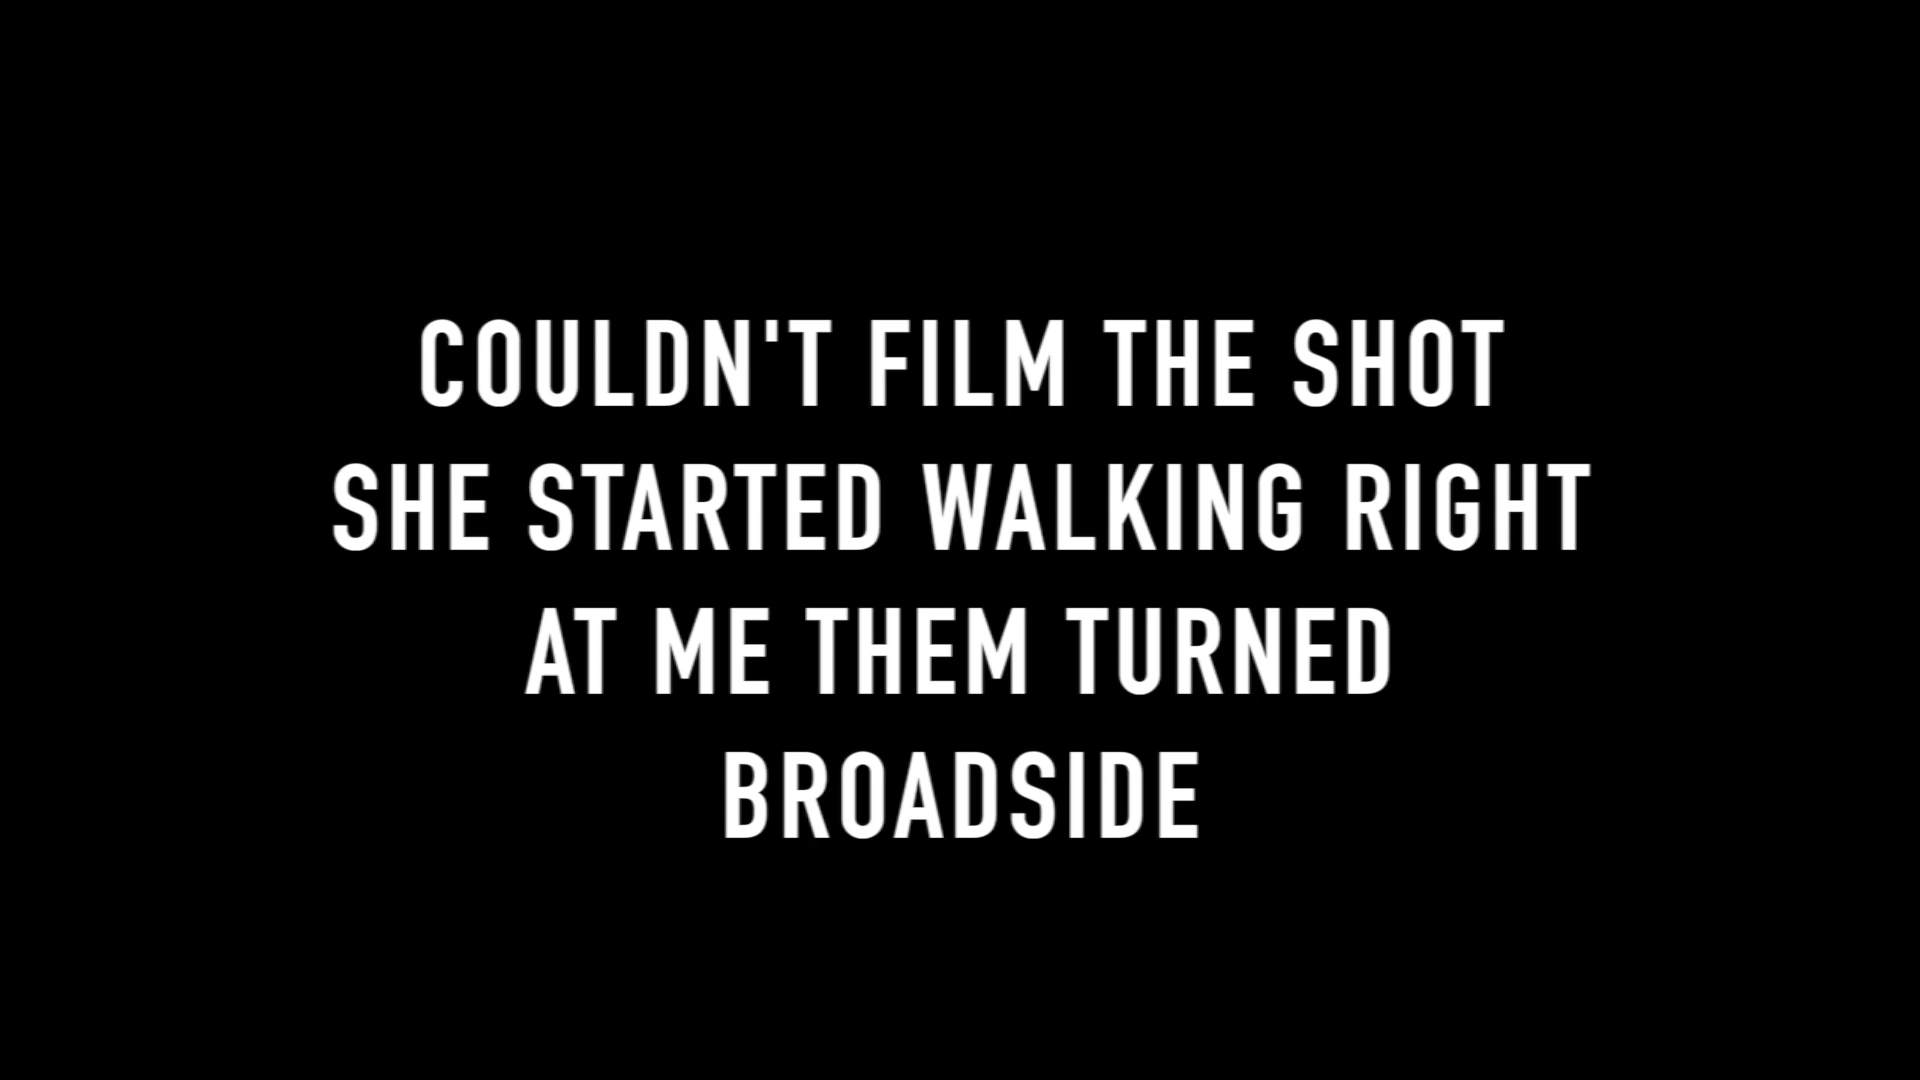 COULDN'T FILM THE SHOT
SHE STARTED WALKING RIGHT
AT ME THEM TURNED
BROADSIDE